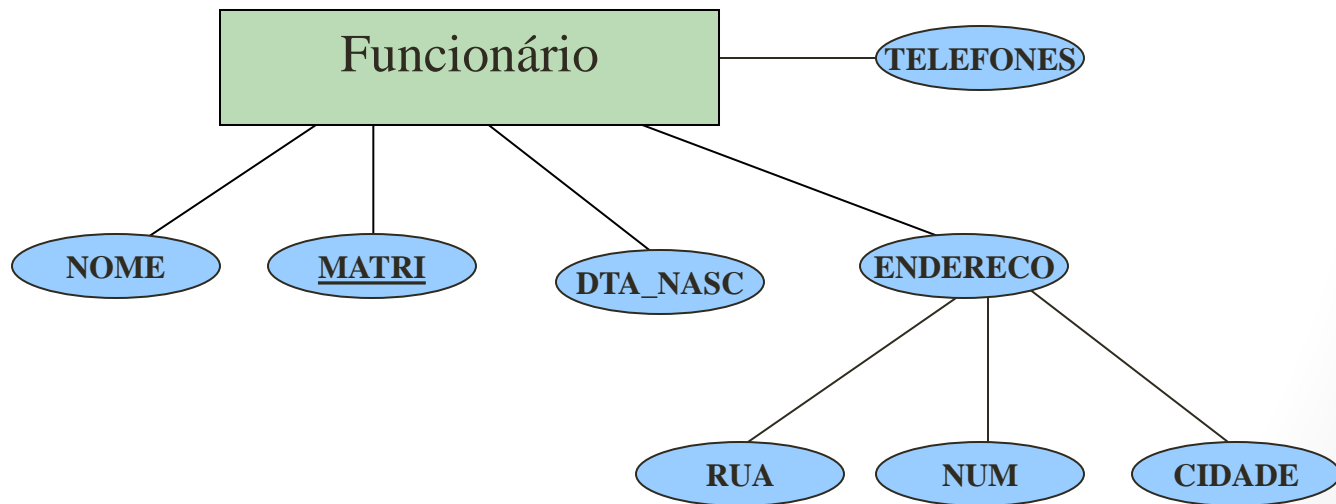 Funcionário
TELEFONES
NOME
MATRI
DTA_NASC
ENDERECO
RUA
NUM
CIDADE